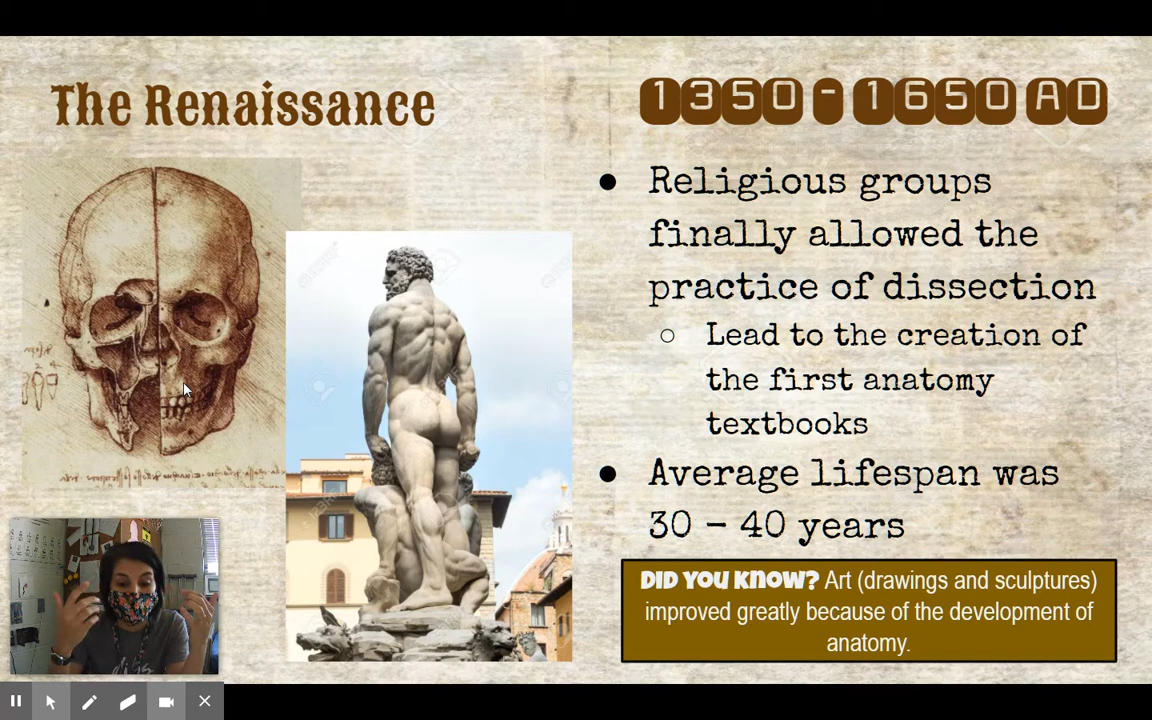 The Renaissance
1350 - 1650 AD
● Religious groups
finally allowed the
practice of dissection
○ Lead to the creation of
the first anatomy
textbooks
● Average lifespan was
30 - 40 years
DID YOU KNOW? Art (drawings and sculptures)
improved greatly because of the development of
anatomy.